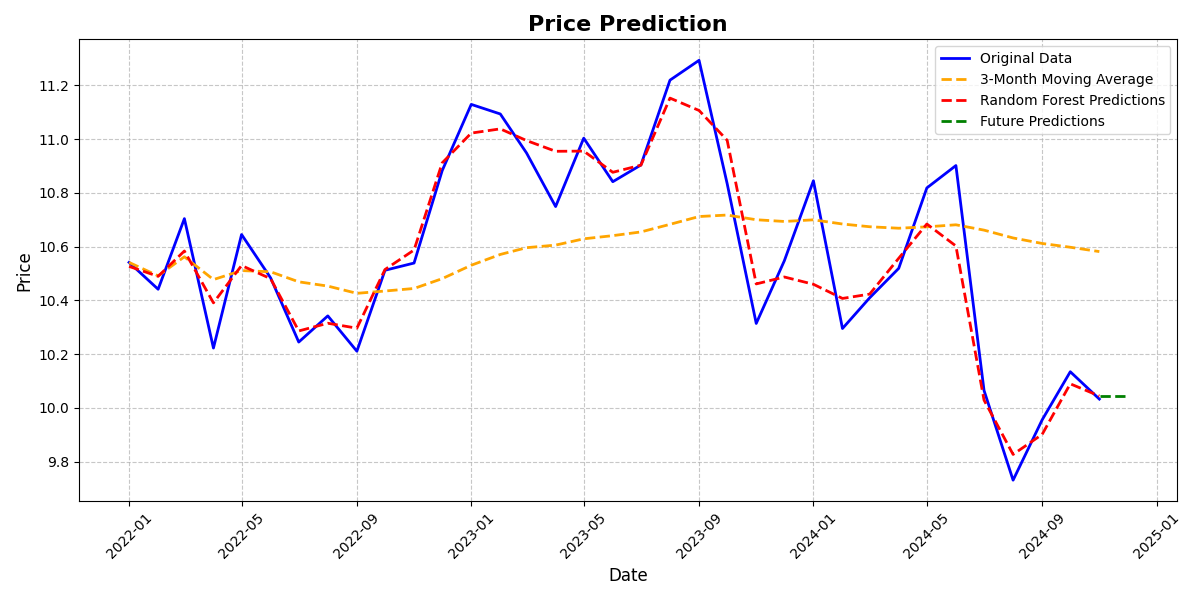 Price Prediction
Original Data
3-Month Moving Average
Random Forest Predictions
Future Predictions
Price
11.2
11.0
10.8
10.6
10.4
10.2
10.0
9.8
2022-01
2022-05
2022-09
2023-01
2023-05
2023-09
2024-01
2024-05
2024-09
2025-01
Date